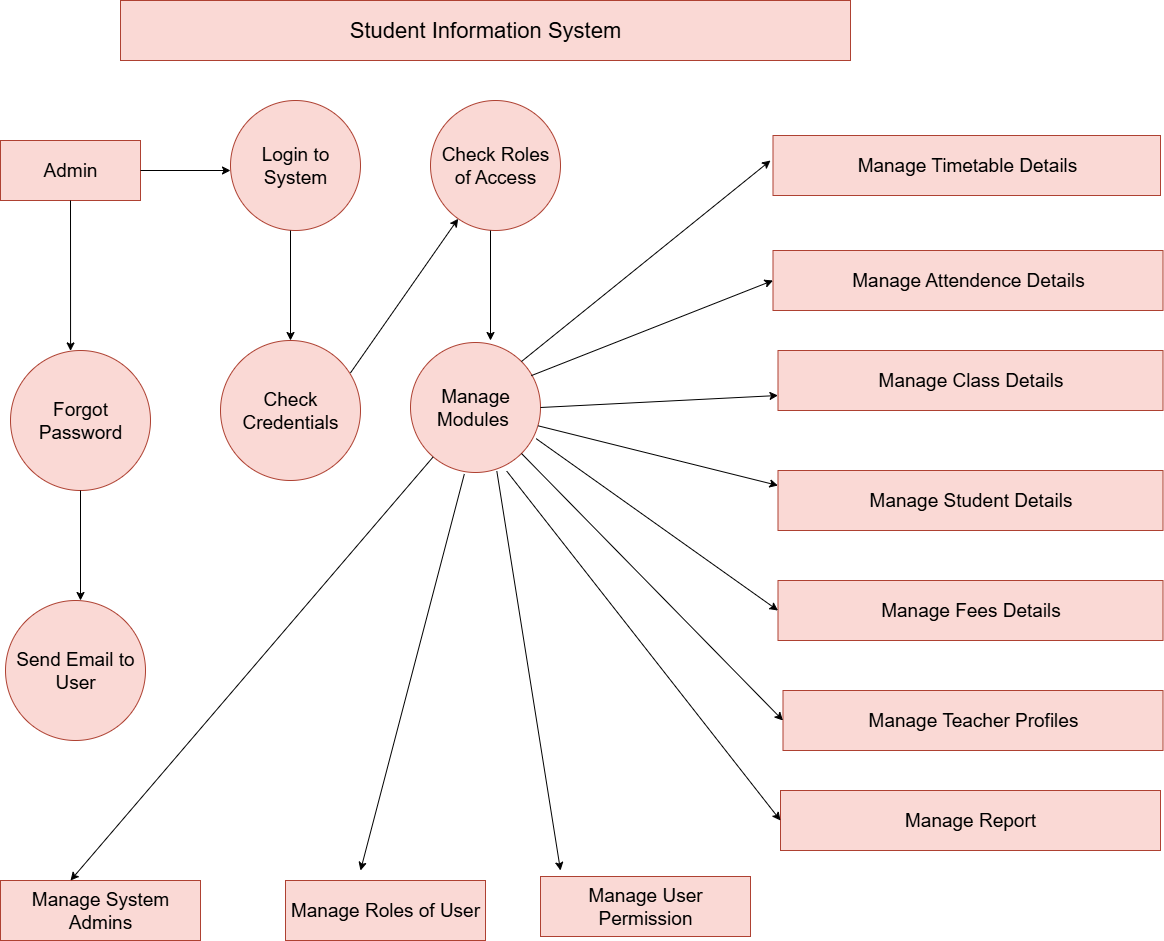 Student Information System
Admin
Login to
System
Check Roles
of Access
Manage Timetable Details
Manage Attendence Details
Manage Class Details
Forgot
Password
Check
Credentials
Manage
Modules
Manage Student Details
Manage Fees Details
Send Email to
User
Manage Teacher Profiles
Manage Report
Manage System
Admins
Manage Roles of User
Manage User
Permission